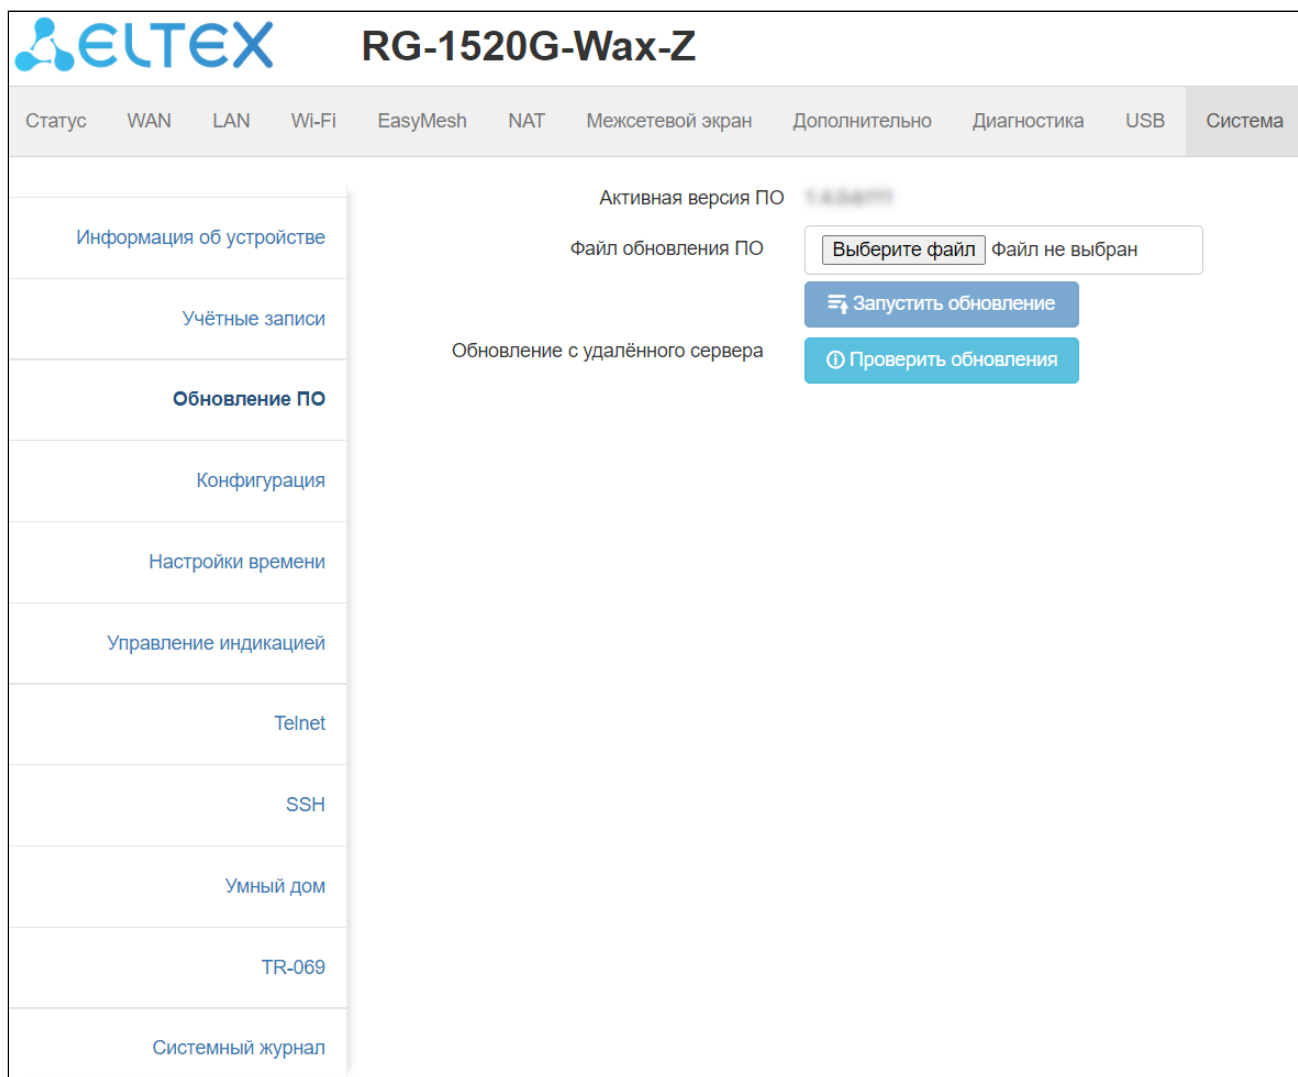 ELTEX RG-1520G-Wax-Z
Статус WAN LAN Wi-Fi EasyMesh NAT Межсетевой экран Дополнительно Диагностика USB Система
Активная версия ПО
Информация об устройстве
Файл обновления ПО Выберите файл Файл не выбран
Запустить обновление
Учётные записи
Обновление с удалённого сервера Проверить обновления
Обновление ПО
Конфигурация
Настройки времени
Управление индикацией
Telnet
SSH
Умный дом
TR-069
Системный журнал